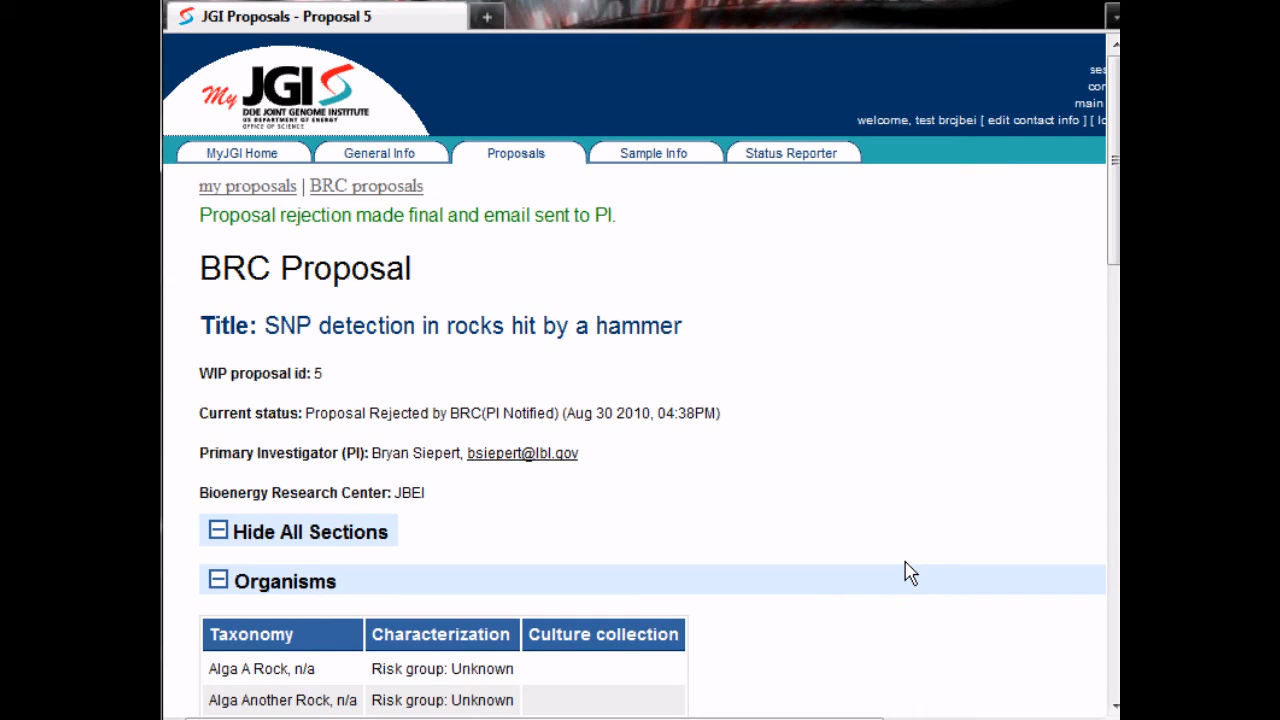 JGI Proposals - Proposal 5
My JGI
DOE JOINT GENOME INSTITUTE
US DEPARTMENT OF ENERGY
OFFICE OF SCIENCE
main
welcome, test brcjbei [ edit contact info ] [
MyJGI Home General Info Proposals Sample Info Status Reporter
my proposals | BRC proposals
Proposal rejection made final and email sent to PI.
BRC Proposal
Title: SNP detection in rocks hit by a hammer
WIP proposal id: 5
Current status: Proposal Rejected by BRC(PI Notified) (Aug 30 2010, 04:38PM)
Primary Investigator (PI): Bryan Siepert, bsiepert@lbl.gov
Bioenergy Research Center: JBEI
Hide All Sections
Organisms
Taxonomy Characterization Culture collection
Alga A Rock, n/a Risk group: Unknown
Alga Another Rock, n/a Risk group: Unknown